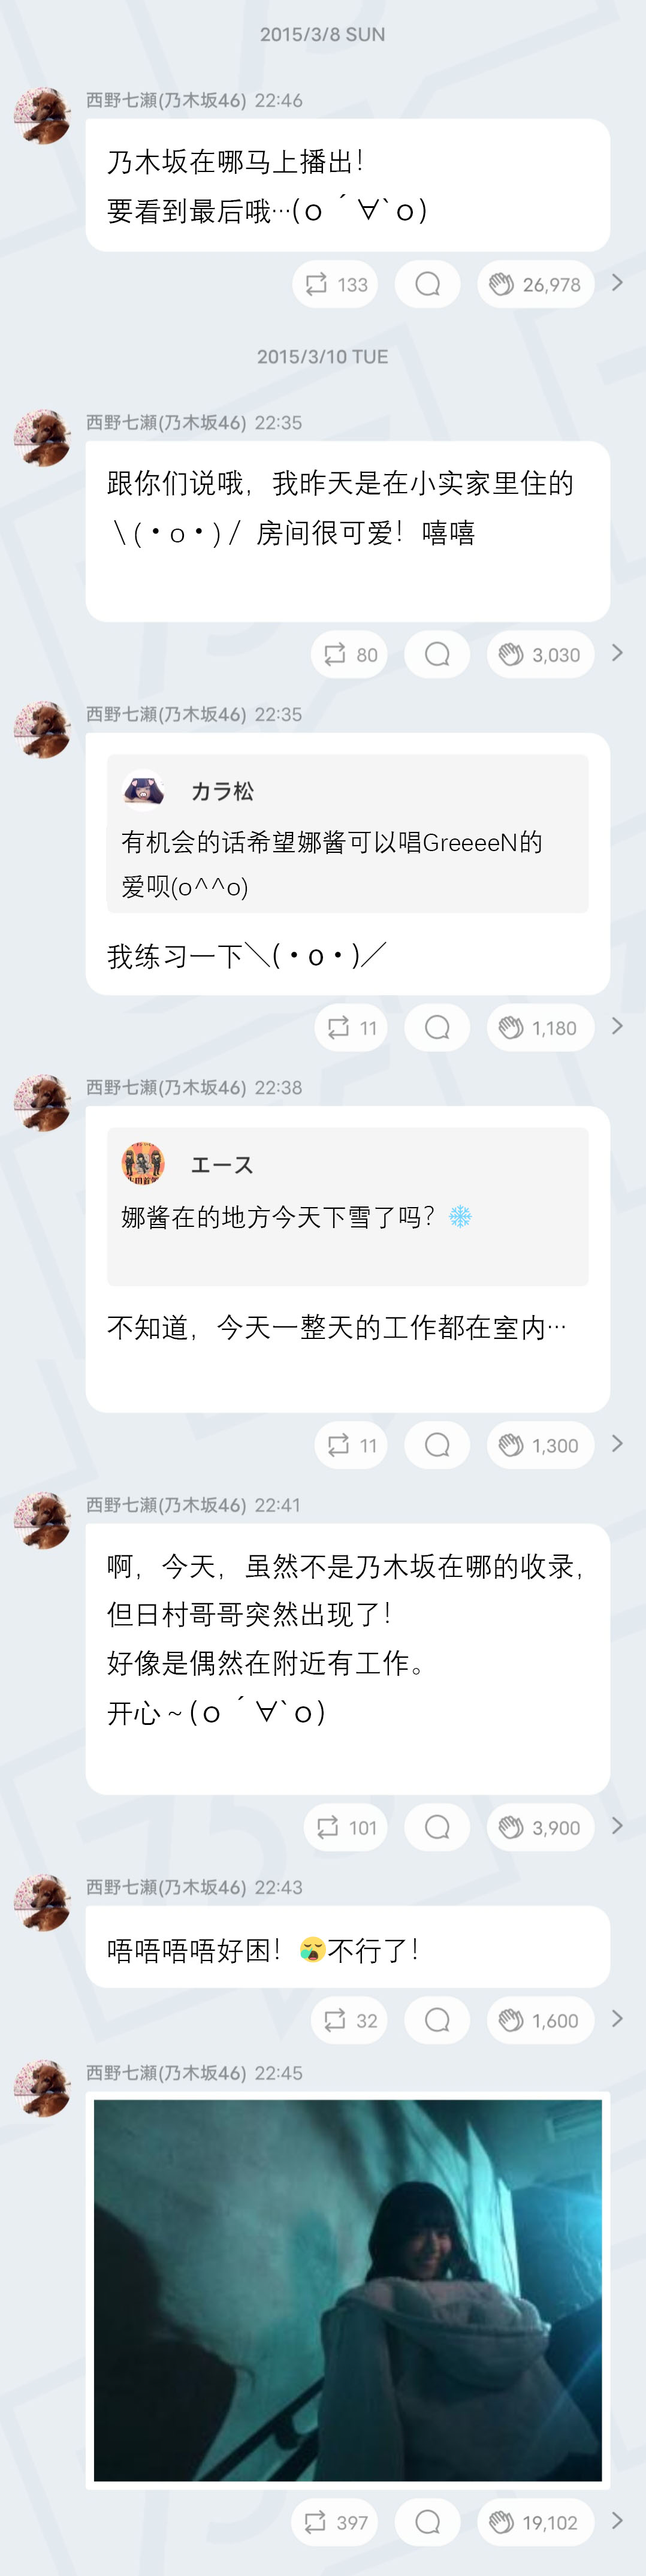 2015/3/8 SUN
西野七瀬(乃木坂46) 22:46
乃木坂在哪马上播出！
要看到最后哦…(ｏ´∀`ｏ)
133
26,978
2015/3/10 TUE
西野七瀬(乃木坂46) 22:35
跟你们说哦，我昨天是在小实家里住的
\(・o・)/ 房间很可爱！嘻嘻
80
3,030
西野七瀬(乃木坂46) 22:35
カラ松
有机会的话希望娜酱可以唱GreeeeN的
爱呗(o^^o)
我练习一下＼(・o・)／
11
1,180
西野七瀬(乃木坂46) 22:38
エース
娜酱在的地方今天下雪了吗？❄️
不知道，今天一整天的工作都在室内…
11
1,300
西野七瀬(乃木坂46) 22:41
啊，今天，虽然不是乃木坂在哪的收录，
但日村哥哥突然出现了！
好像是偶然在附近有工作。
开心～(ｏ´∀`ｏ)
101
3,900
西野七瀬(乃木坂46) 22:43
唔唔唔唔好困！😪不行了！
32
1,600
西野七瀬(乃木坂46) 22:45
397
19,102